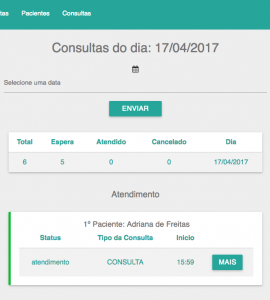 tas Pacientes Consultas
Consultas do dia: 17/04/2017
Selecione uma data
ENVIAR
Total Espera Atendido Cancelado Dia
6 5 0 0 17/04/2017
Atendimento
1º Paciente: Adriana de Freitas
Status Tipo da Consulta Inicio
atendimento CONSULTA 15:59 MAIS